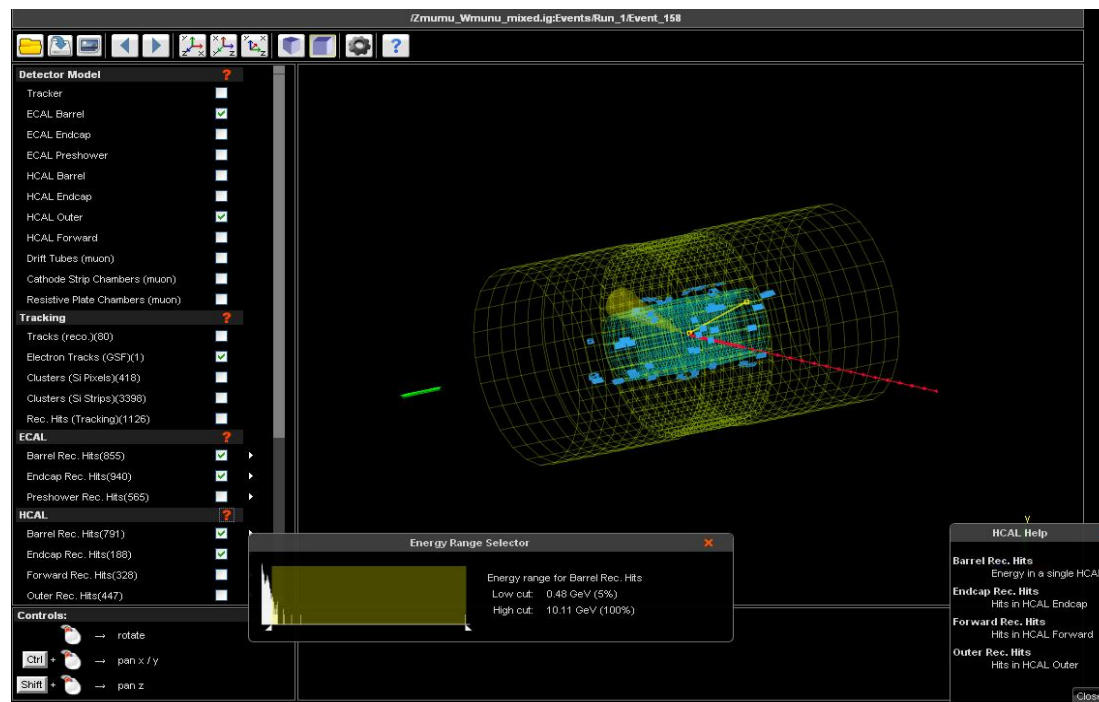 /Zmumu_Wmunu_mixed.ig:Events/Run_1/Event_158
Detector Model ?
Tracker
ECAL Barrel
ECAL Endcap
ECAL Preshower
HCAL Barrel
HCAL Endcap
HCAL Outer
HCAL Forward
Drift Tubes (muon)
Cathode Strip Chambers (muon)
Resistive Plate Chambers (muon)
Tracking ?
Tracks (reco.)(80)
Electron Tracks (GSF)(1)
Clusters (Si Pixels)(418)
Clusters (Si Strips)(3398)
Rec. Hits (Tracking)(1126)
ECAL ?
Barrel Rec. Hits(855)
Endcap Rec. Hits(940)
Preshower Rec. Hits(565)
HCAL ?
Barrel Rec. Hits(791)
Endcap Rec. Hits(188)
Forward Rec. Hits(328)
Outer Rec. Hits(447)
Controls:
→ rotate
Ctrl + → pan x / y
Shift + → pan z
Energy Range Selector
Energy range for Barrel Rec. Hits
Low cut: 0.48 GeV (5%)
High cut: 10.11 GeV (100%)
y
HCAL Help
Barrel Rec. Hits
Energy in a single HCA
Endcap Rec. Hits
Hits in HCAL Endcap
Forward Rec. Hits
Hits in HCAL Forward
Outer Rec. Hits
Hits in HCAL Outer
Close